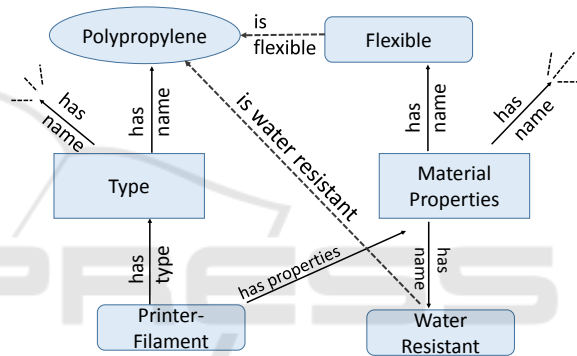 Polypropylene
is
flexible
Flexible
has
name
has
name
has
name
has
name
is water resistant
Type
Material
Properties
has
type
has properties
has
name
Printer-
Filament
Water
Resistant
PRESS